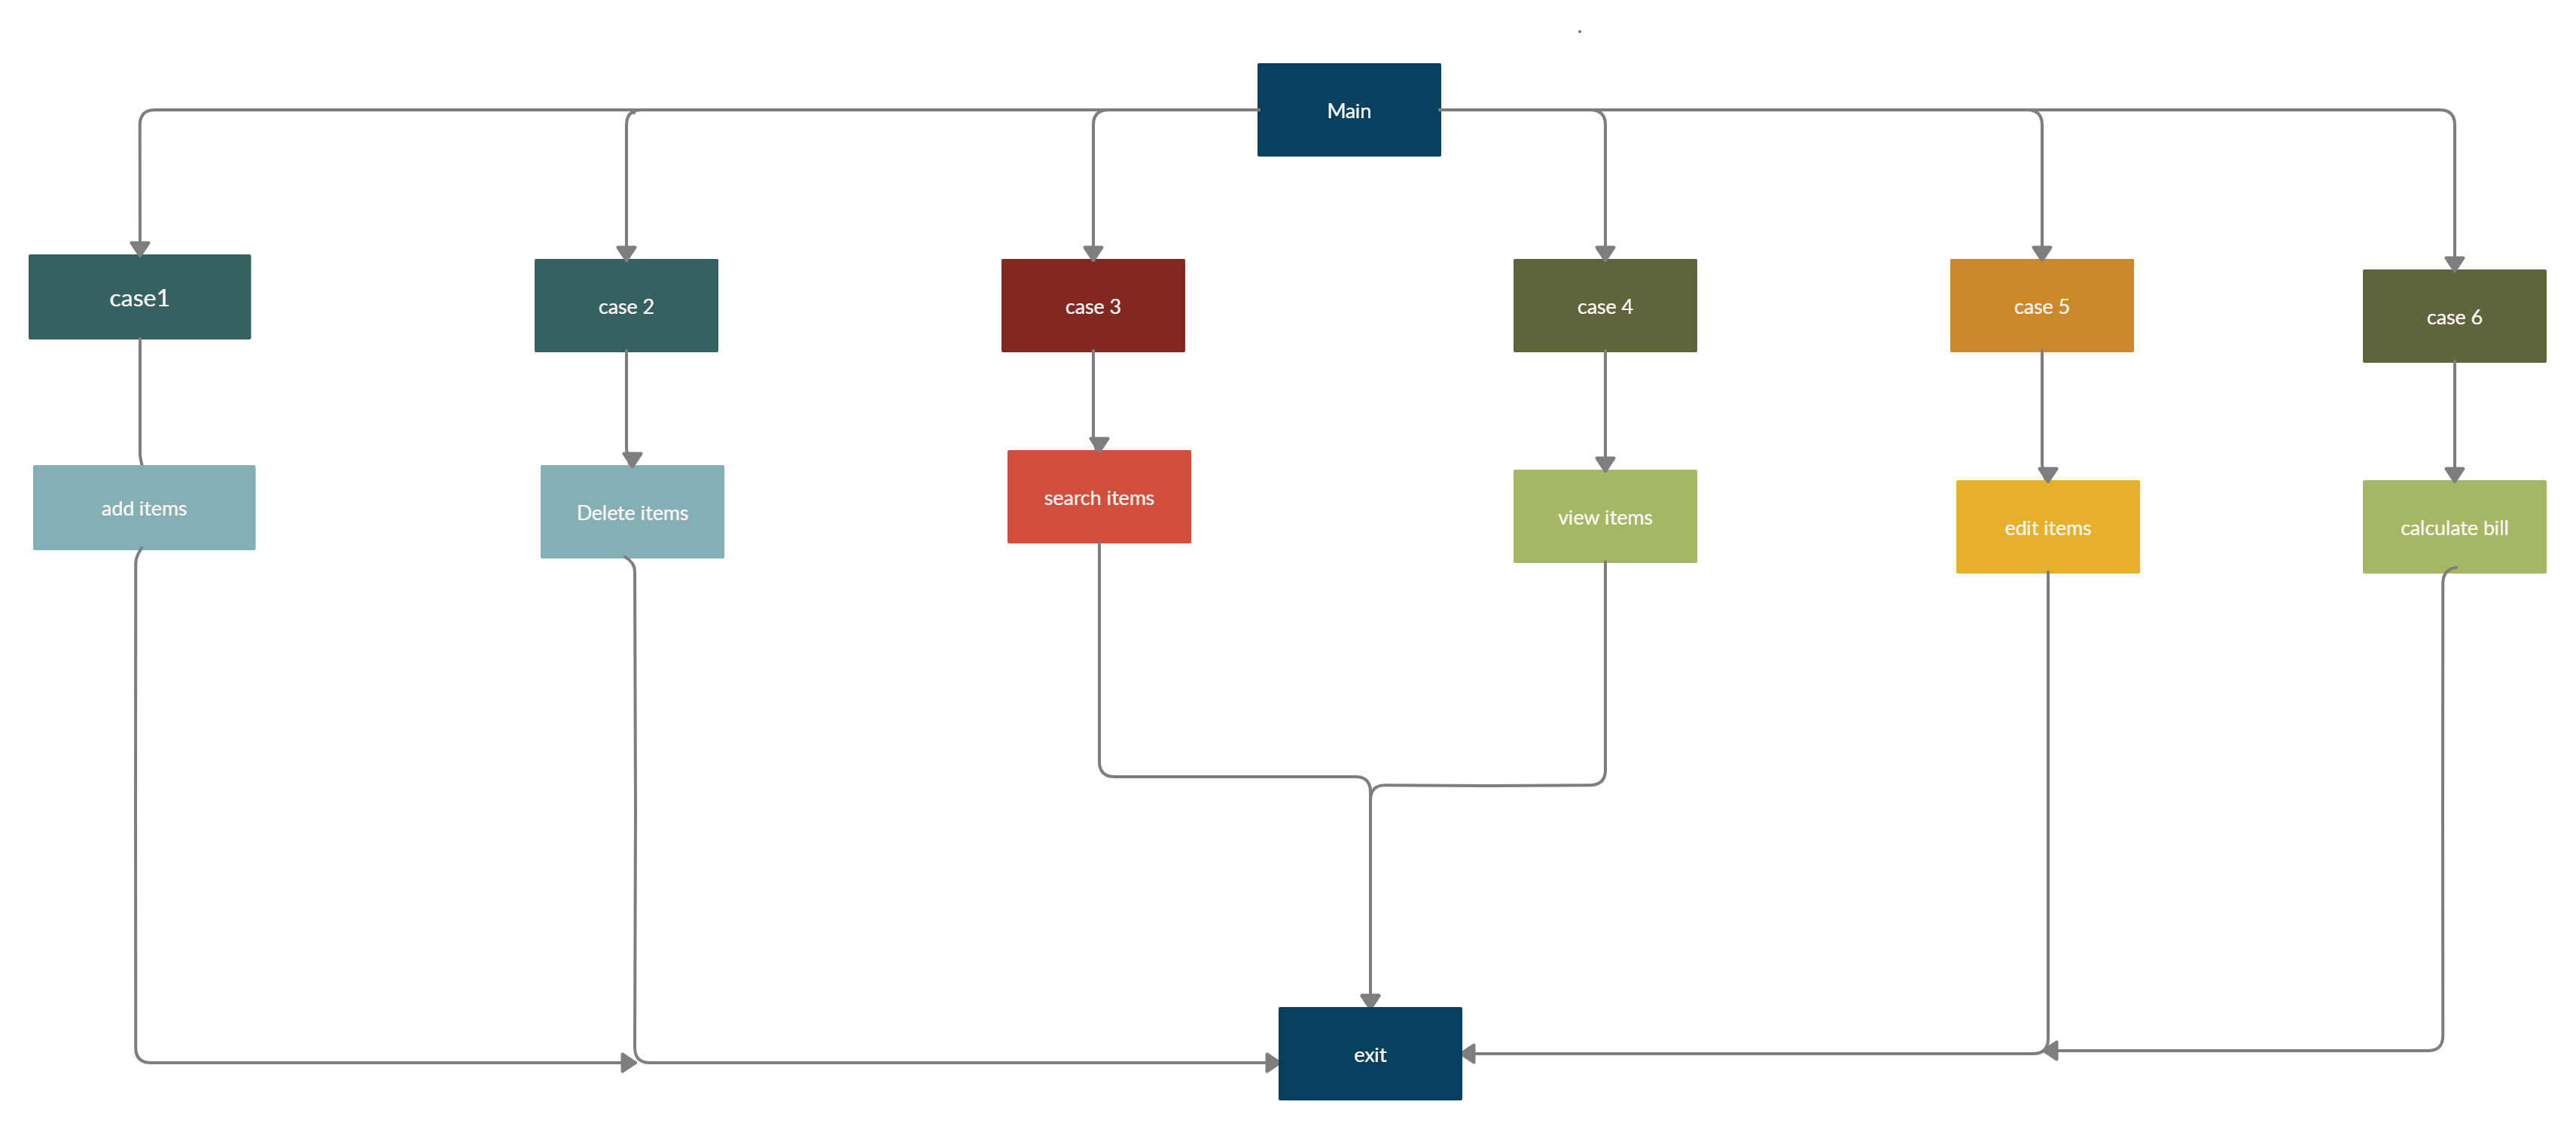 Main
case1
case 2
case 3
case 4
case 5
case 6
add items
Delete items
search items
view items
edit items
calculate bill
exit